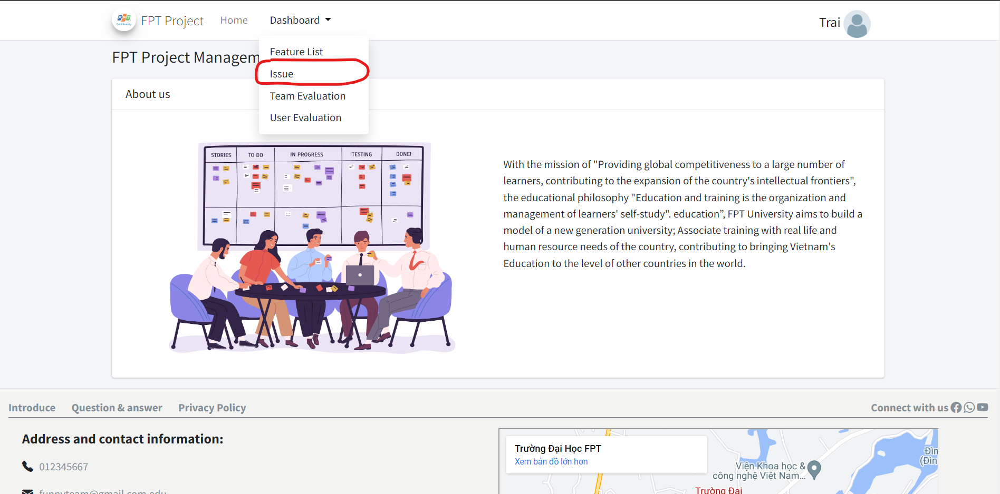 FPT Project
Home
Dashboard
Trai
Feature List
Issue
Team Evaluation
User Evaluation
FPT Project Managem
About us
STORIES
TO DO
IN PROGRESS
TESTING
DONE!
With the mission of "Providing global competitiveness to a large number of
learners, contributing to the expansion of the country's intellectual frontiers",
the educational philosophy "Education and training is the organization and
management of learners' self-study". education”, FPT University aims to build a
model of a new generation university; Associate training with real life and
human resource needs of the country, contributing to bringing Vietnam's
Education to the level of other countries in the world.
Introduce
Question & answer
Privacy Policy
Connect with us
Address and contact information:
012345667
funnyteam@gmail.com.edu
Trường Đại Học FPT
Xem bản đồ lớn hơn
Viện Khoa học &
công nghệ Việt Nam...
Trường Đại
Đìn
(Đìn